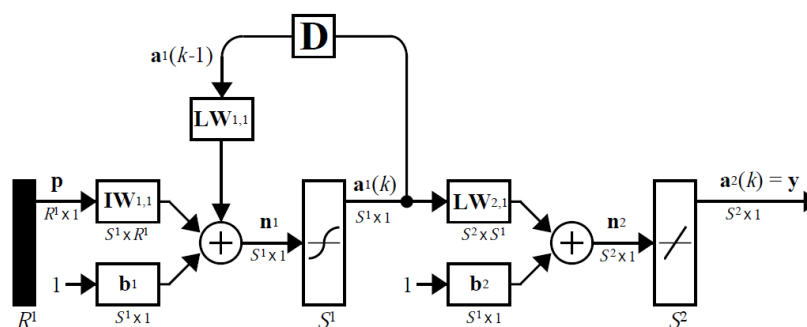 D
a1(k-1)
LW1,1
p
IW1,1
R1 x 1
S1 x R1
n1
S1 x 1
a1(k)
S1 x 1
LW2,1
S2 x S1
n2
S2 x 1
a2(k) = y
S2 x 1
1
b1
S1 x 1
1
b2
S1 x 1
R1
S1
S2